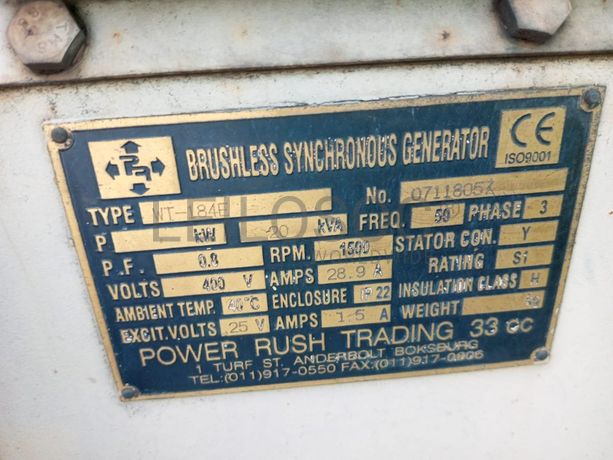 BRUSHLESS SYNCHRONOUS GENERATOR
CE
ISO9001
TYPE No.
P kW 20 kVA FREQ. 50 PHASE 3
P.F. 0.8 RPM. 1500 STATOR CON. Y
VOLTS 400 V AMPS 28.9 A RATING S1
AMBIENT TEMP. 40°C ENCLOSURE IP 22 INSULATION CLASS H
EXCIT.VOLTS 25 V AMPS 1.5 A WEIGHT
POWER RUSH TRADING 33 CC
1 TURF ST. ANDERBOLT BOKSBURG
TEL:(011)917-0550 FAX:(011)917-0906